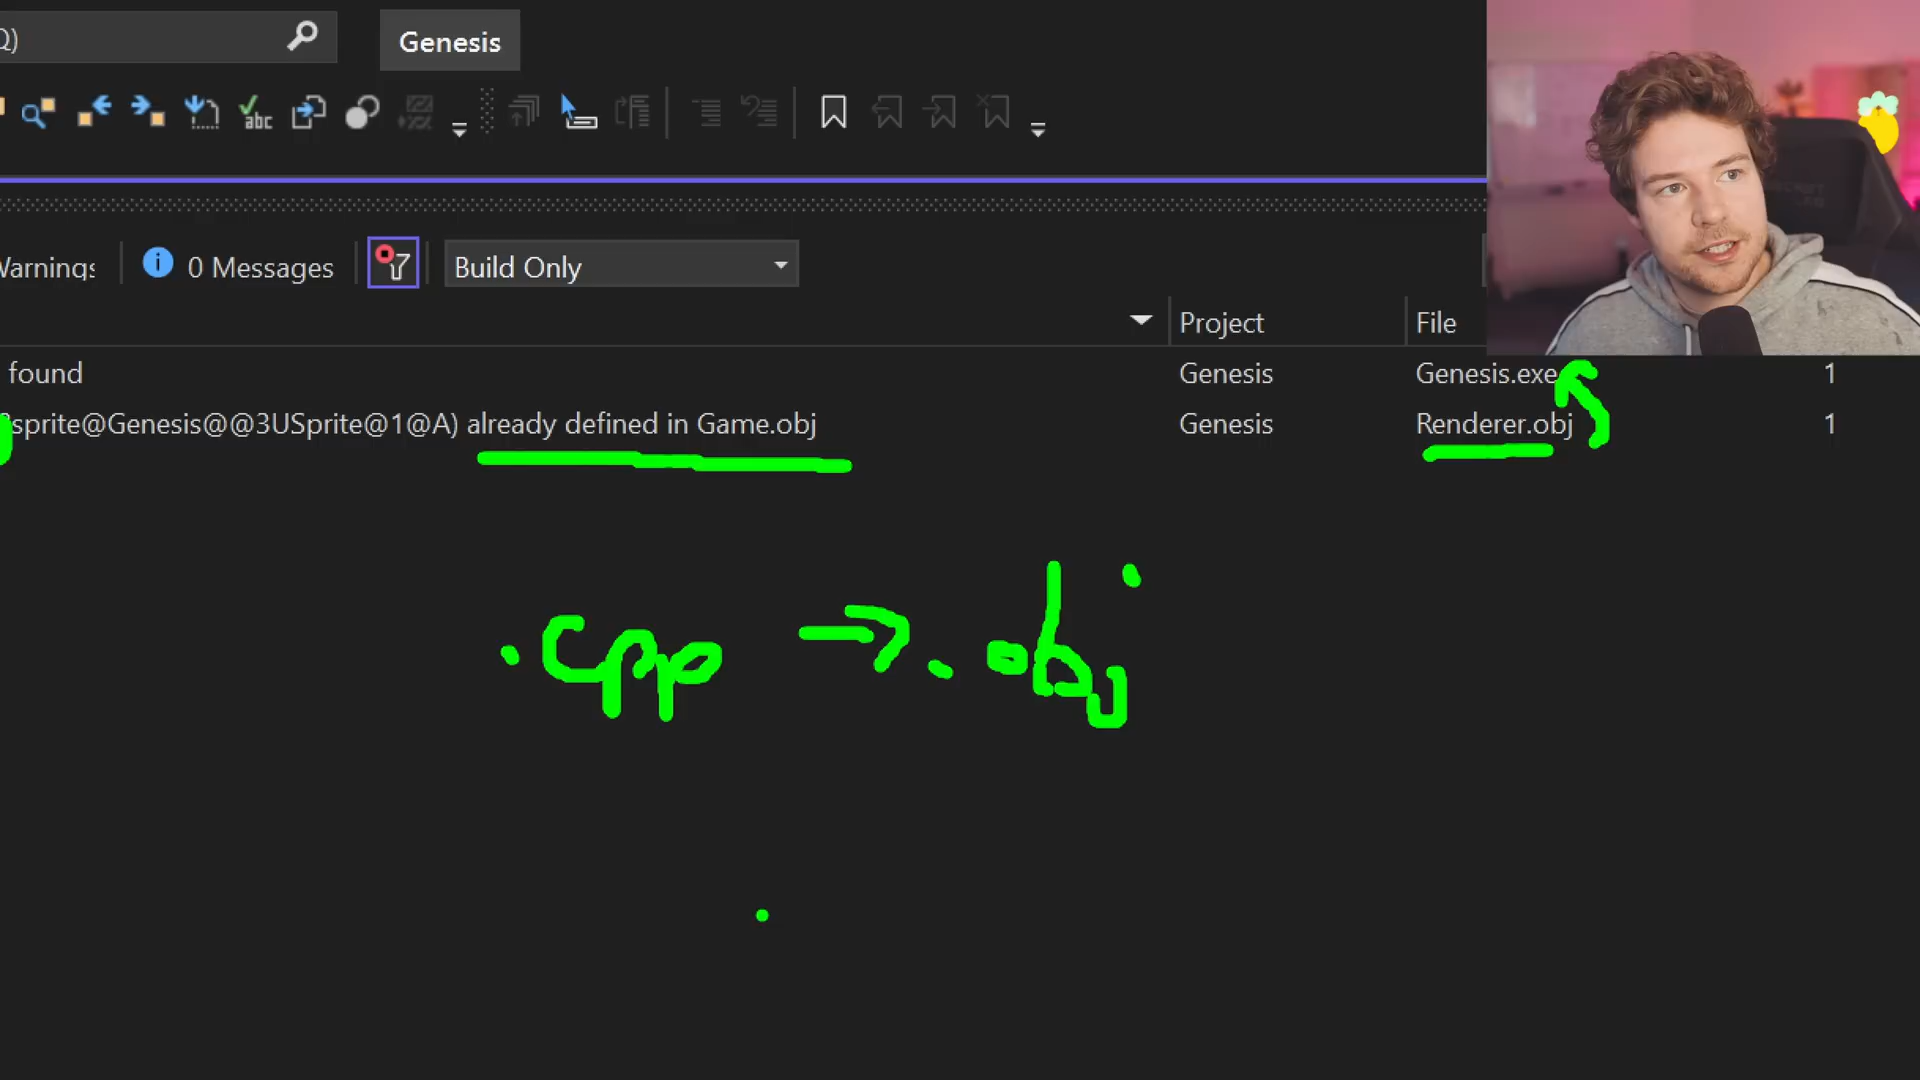 Q)
Genesis
abc
Warnings
0 Messages
Build Only
Project
File
found
Genesis
Genesis.exe
1
sprite@Genesis@@3USprite@1@A) already defined in Game.obj
Genesis
Renderer.obj
1
.cpp → .obj